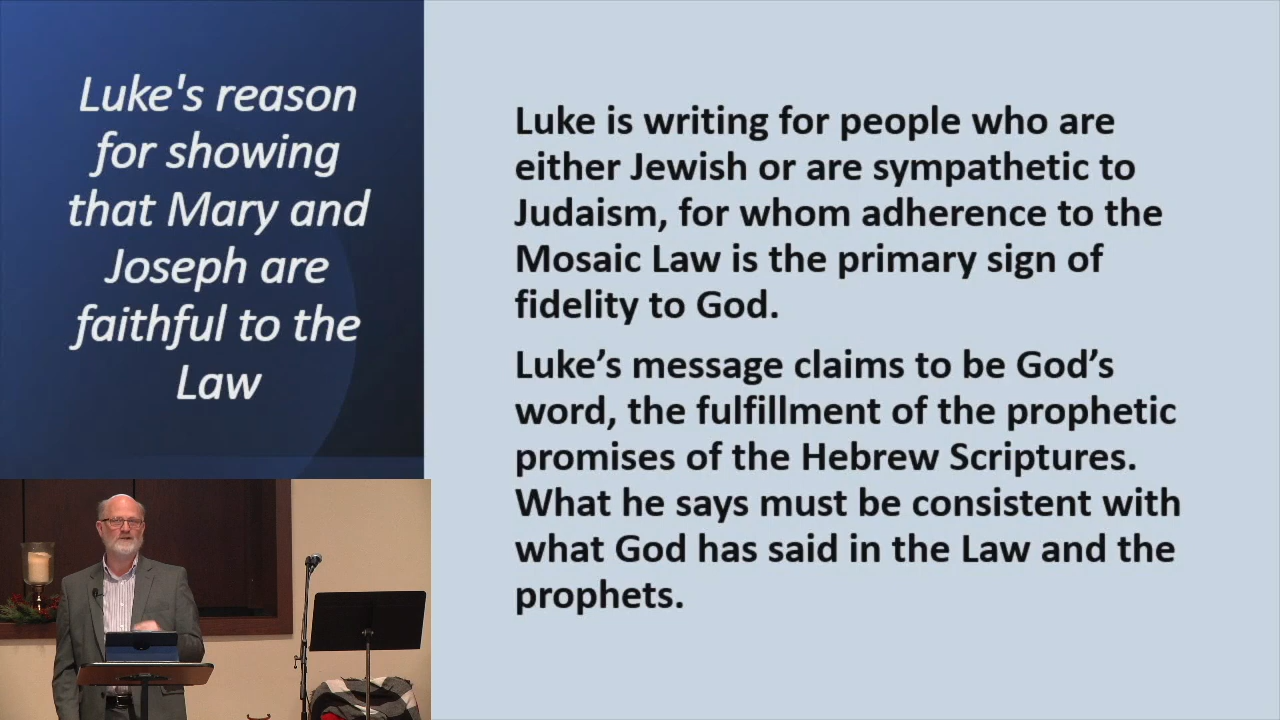 Luke's reason
for showing
that Mary and
Joseph are
faithful to the
Law
Luke is writing for people who are
either Jewish or are sympathetic to
Judaism, for whom adherence to the
Mosaic Law is the primary sign of
fidelity to God.
Luke’s message claims to be God’s
word, the fulfillment of the prophetic
promises of the Hebrew Scriptures.
What he says must be consistent with
what God has said in the Law and the
prophets.